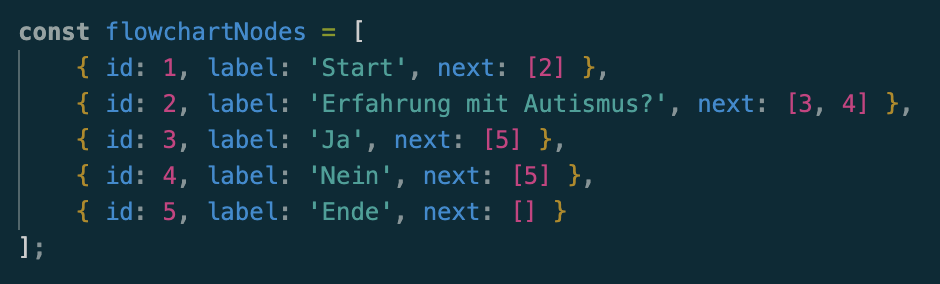 const flowchartNodes = [
    { id: 1, label: 'Start', next: [2] },
    { id: 2, label: 'Erfahrung mit Autismus?', next: [3, 4] },
    { id: 3, label: 'Ja', next: [5] },
    { id: 4, label: 'Nein', next: [5] },
    { id: 5, label: 'Ende', next: [] }
];